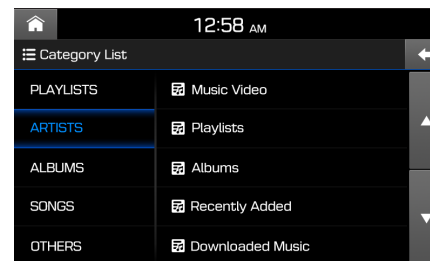 12:58 AM
Category List
PLAYLISTS
Music Video
ARTISTS
Playlists
ALBUMS
Albums
SONGS
Recently Added
OTHERS
Downloaded Music